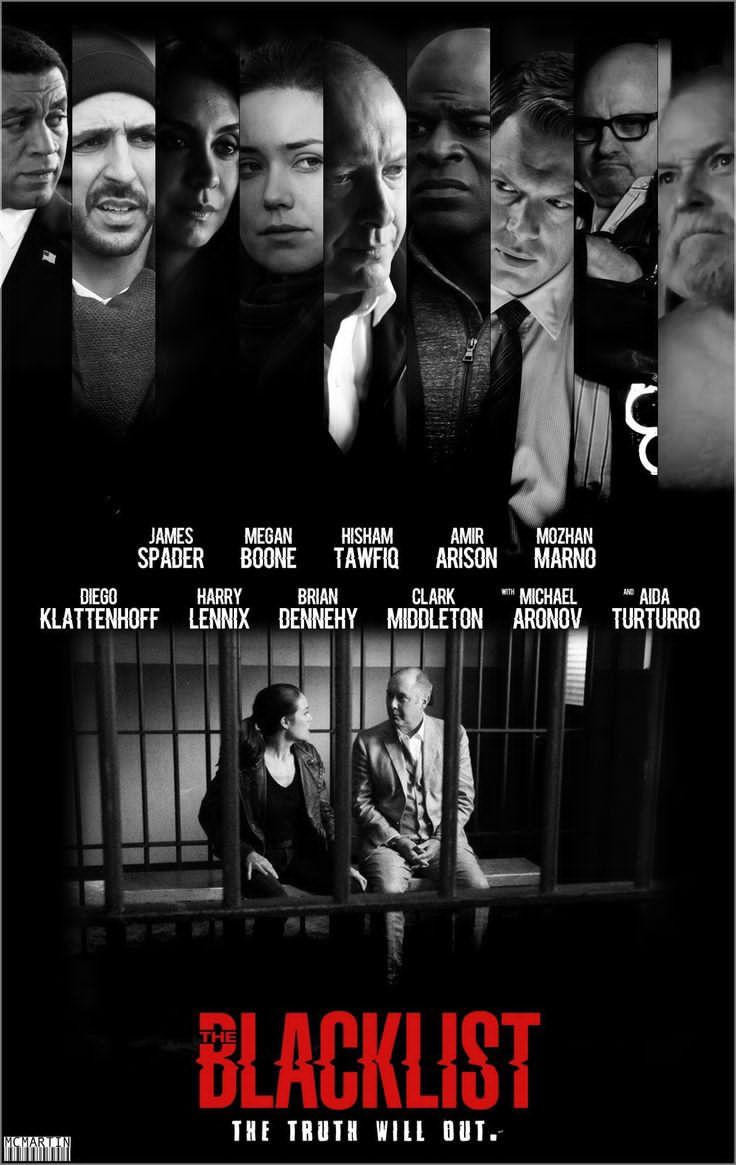 JAMES MEGAN HISHAM AMIR MOZHAN
SPADER BOONE TAWFIQ ARISON MARNO
DIEGO HARRY BRIAN CLARK WITH MICHAEL AND AIDA
KLATTENHOFF LENNIX DENNEHY MIDDLETON ARONOV TURTURRO
THE BLACKLIST
THE TRUTH WILL OUT.
MCMARTIN